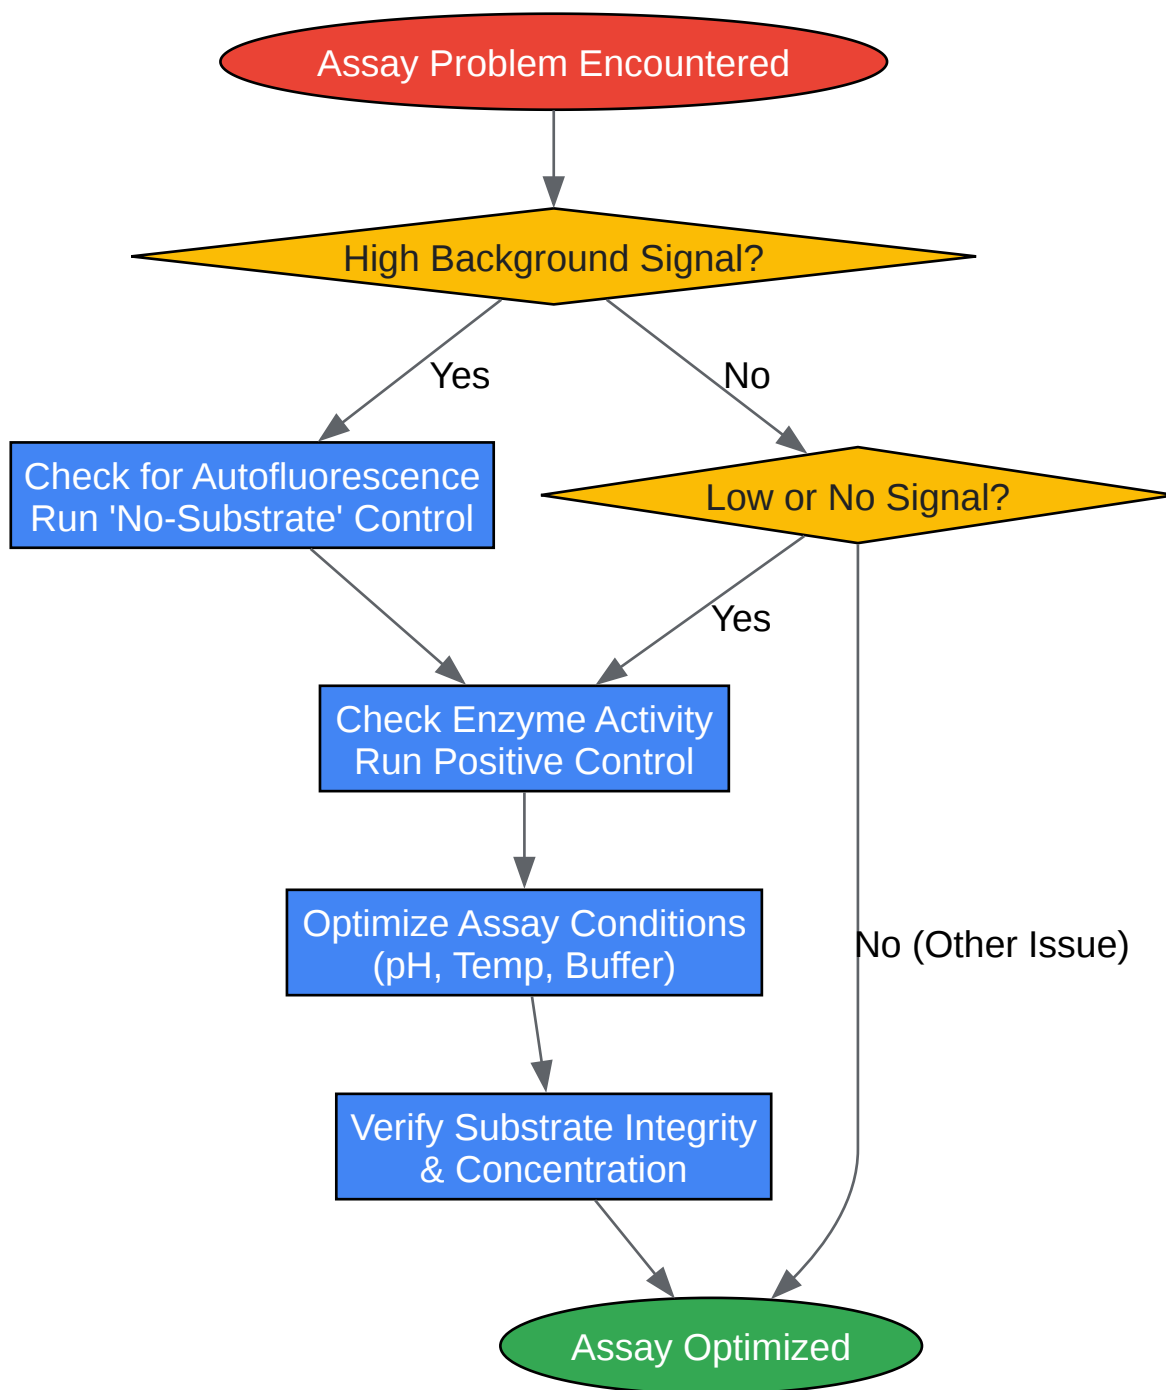 Assay Problem Encountered
High Background Signal?
Yes
No
Check for Autofluorescence
Run 'No-Substrate' Control
Low or No Signal?
Yes
Check Enzyme Activity
Run Positive Control
Optimize Assay Conditions
(pH, Temp, Buffer)
No (Other Issue)
Verify Substrate Integrity
& Concentration
Assay Optimized